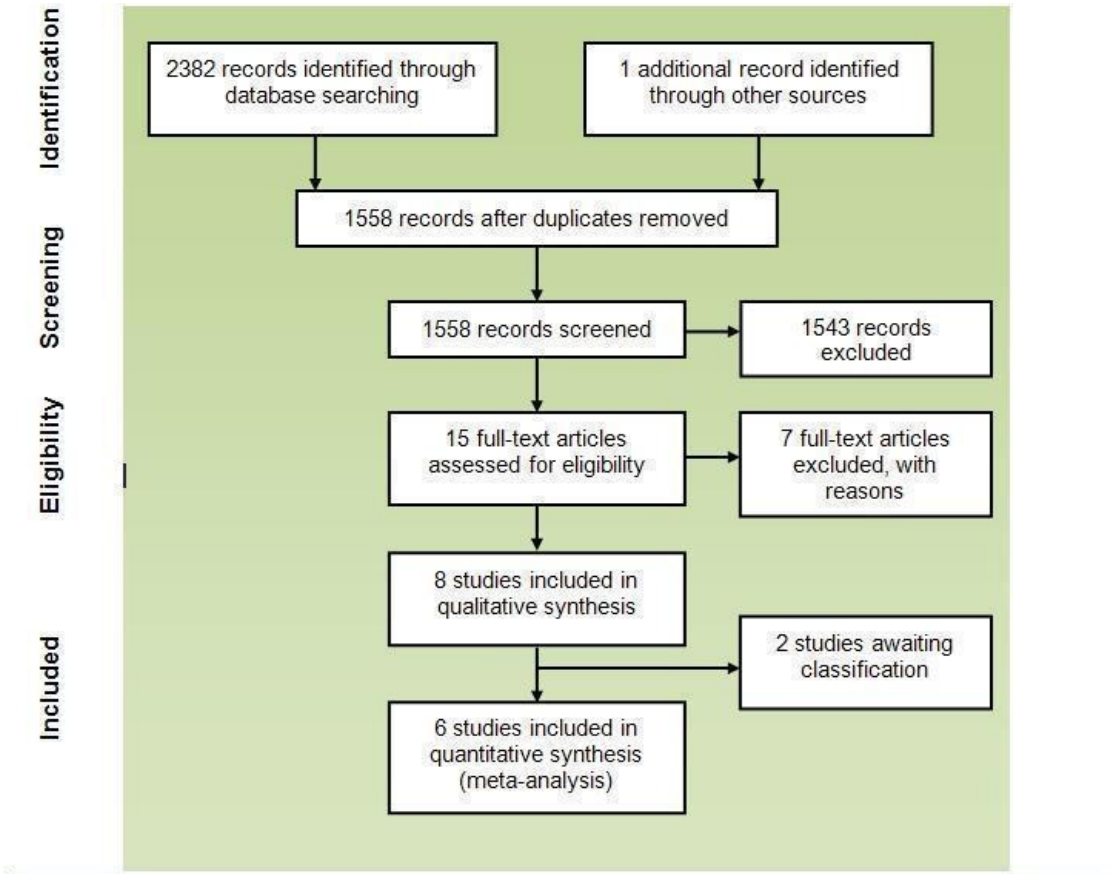 Identification
2382 records identified through
database searching
1 additional record identified
through other sources
1558 records after duplicates removed
Screening
1558 records screened
1543 records
excluded
Eligibility
15 full-text articles
assessed for eligibility
7 full-text articles
excluded, with
reasons
8 studies included in
qualitative synthesis
Included
2 studies awaiting
classification
6 studies included in
quantitative synthesis
(meta-analysis)